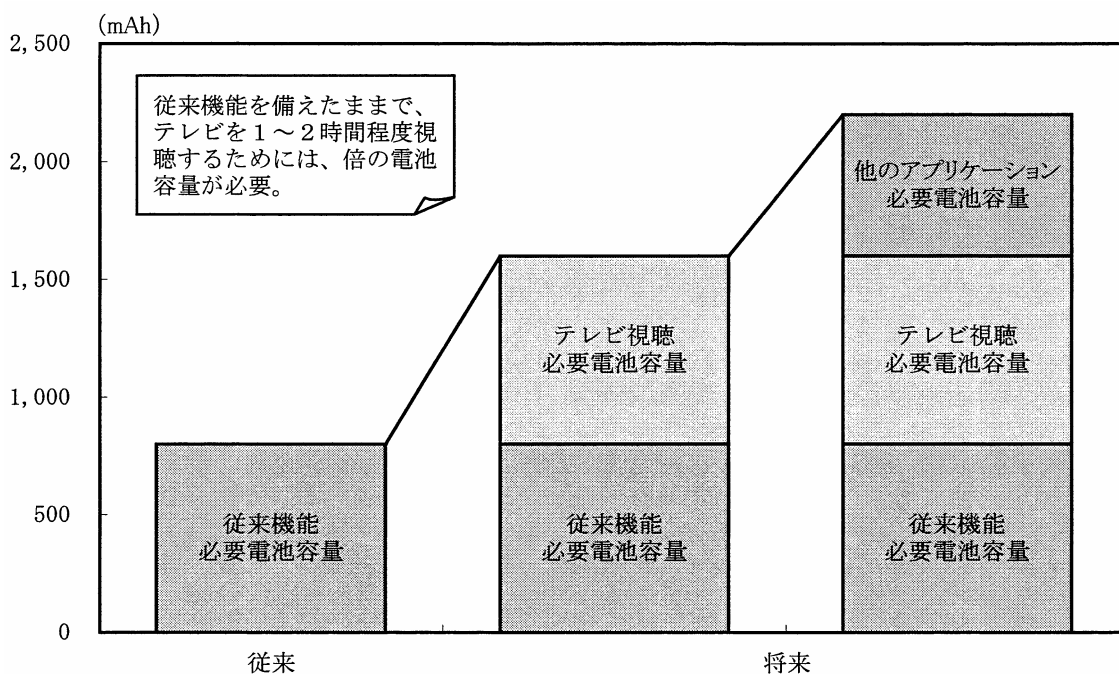 (mAh)
2,500
従来機能を備えたままで、
テレビを１～２時間程度視
聴するためには、倍の電池
容量が必要。
2,000
他のアプリケーション
必要電池容量
1,500
テレビ視聴
必要電池容量
テレビ視聴
必要電池容量
1,000
500
従来機能
必要電池容量
従来機能
必要電池容量
従来機能
必要電池容量
0
従来
将来